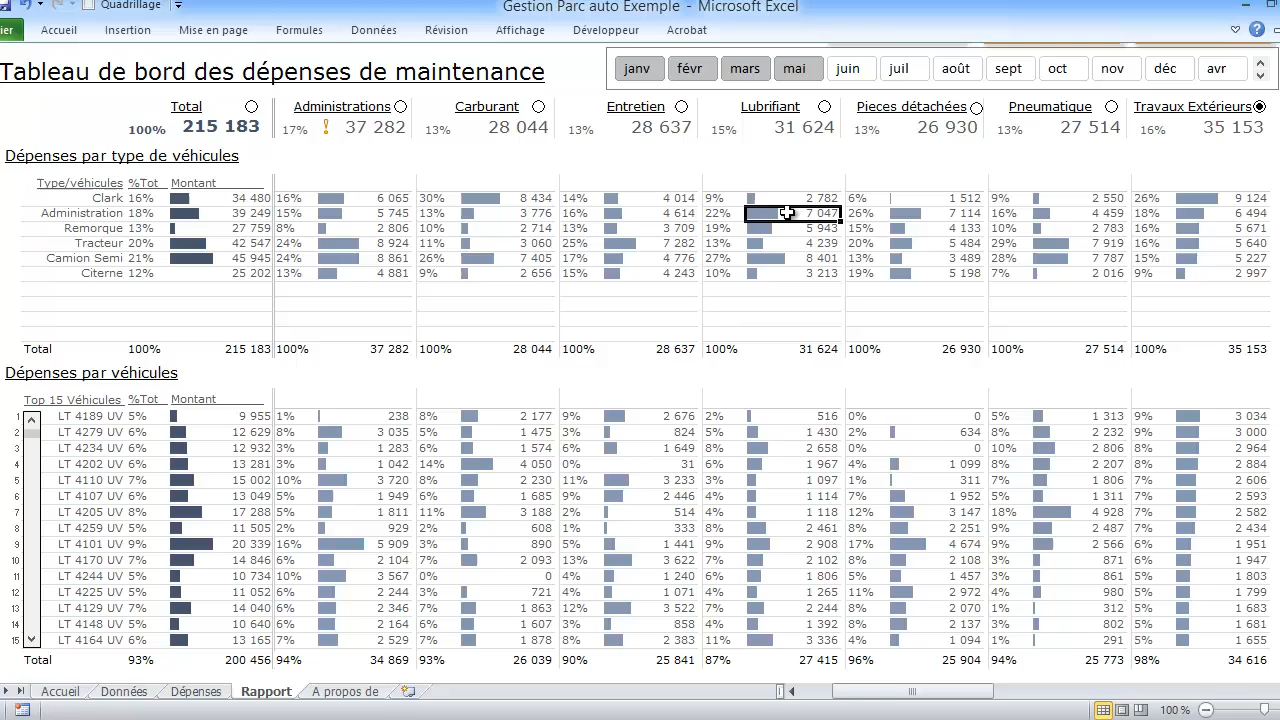 Quadrillage
Gestion Parc auto Exemple - Microsoft Excel
ier Accueil Insertion Mise en page Formules Données Révision Affichage Développeur Acrobat
Tableau de bord des dépenses de maintenance
janv févr mars mai juin juil août sept oct nov déc avr
Total Administrations Carburant Entretien Lubrifiant Pieces détachées Pneumatique Travaux Extérieurs
100% 215 183 17% ! 37 282 13% 28 044 13% 28 637 15% 31 624 13% 26 930 13% 27 514 16% 35 153
Dépenses par type de véhicules
Type/véhicules %Tot Montant
Clark 16% 34 480 16% 6 065 30% 8 434 14% 4 014 9% 2 782 6% 1 512 9% 2 550 26% 9 124
Administration 18% 39 249 15% 5 745 13% 3 776 16% 4 614 22% 7 047 26% 7 114 16% 4 459 18% 6 494
Remorque 13% 27 759 8% 2 806 10% 2 714 13% 3 709 19% 5 943 15% 4 133 10% 2 783 16% 5 671
Tracteur 20% 42 547 24% 8 924 11% 3 060 25% 7 282 13% 4 239 20% 5 484 29% 7 919 16% 5 640
Camion Semi 21% 45 945 24% 8 861 26% 7 405 17% 4 776 27% 8 401 13% 3 489 28% 7 787 15% 5 227
Citerne 12% 25 202 13% 4 881 9% 2 656 15% 4 243 10% 3 213 19% 5 198 7% 2 016 9% 2 997
Total 100% 215 183 100% 37 282 100% 28 044 100% 28 637 100% 31 624 100% 26 930 100% 27 514 100% 35 153
Dépenses par véhicules
Top 15 Véhicules %Tot Montant
1 LT 4189 UV 5% 9 955 1% 238 8% 2 177 9% 2 676 2% 516 0% 0 5% 1 313 9% 3 034
2 LT 4279 UV 6% 12 629 8% 3 035 5% 1 475 3% 824 5% 1 430 2% 634 8% 2 232 9% 3 000
3 LT 4234 UV 6% 12 932 3% 1 283 6% 1 574 6% 1 649 8% 2 658 0% 0 10% 2 806 8% 2 964
4 LT 4202 UV 6% 13 281 3% 1 042 14% 4 050 0% 31 6% 1 967 4% 1 099 8% 2 207 8% 2 884
5 LT 4110 UV 7% 15 002 10% 3 720 8% 2 230 11% 3 233 3% 1 097 1% 311 7% 1 806 7% 2 606
6 LT 4107 UV 6% 13 049 5% 1 949 6% 1 685 9% 2 446 4% 1 114 7% 1 952 5% 1 311 7% 2 593
7 LT 4205 UV 8% 17 288 5% 1 811 11% 3 188 2% 514 4% 1 118 12% 3 147 18% 4 928 7% 2 582
8 LT 4259 UV 5% 11 505 2% 929 2% 608 1% 333 8% 2 461 8% 2 251 9% 2 487 7% 2 434
9 LT 4101 UV 9% 20 339 16% 5 909 3% 890 5% 1 441 9% 2 908 17% 4 674 9% 2 566 6% 1 951
10 LT 4170 UV 7% 14 846 6% 2 104 7% 2 093 13% 3 622 7% 2 102 8% 2 108 3% 871 6% 1 947
11 LT 4244 UV 5% 10 734 10% 3 567 0% 0 4% 1 240 6% 1 806 5% 1 457 3% 861 5% 1 803
12 LT 4225 UV 5% 11 052 6% 2 244 3% 721 4% 1 071 4% 1 265 11% 2 972 4% 980 5% 1 799
13 LT 4129 UV 7% 14 040 6% 2 346 7% 1 863 12% 3 522 7% 2 244 8% 2 070 1% 312 5% 1 683
14 LT 4148 UV 5% 10 640 6% 2 164 6% 1 607 3% 858 4% 1 392 8% 2 137 3% 802 5% 1 681
15 LT 4164 UV 6% 13 165 7% 2 529 7% 1 878 8% 2 383 11% 3 336 4% 1 094 1% 291 5% 1 655
Total 93% 200 456 94% 34 869 93% 26 039 90% 25 841 87% 27 415 96% 25 904 94% 25 773 98% 34 616
Accueil Données Dépenses Rapport A propos de
100 %